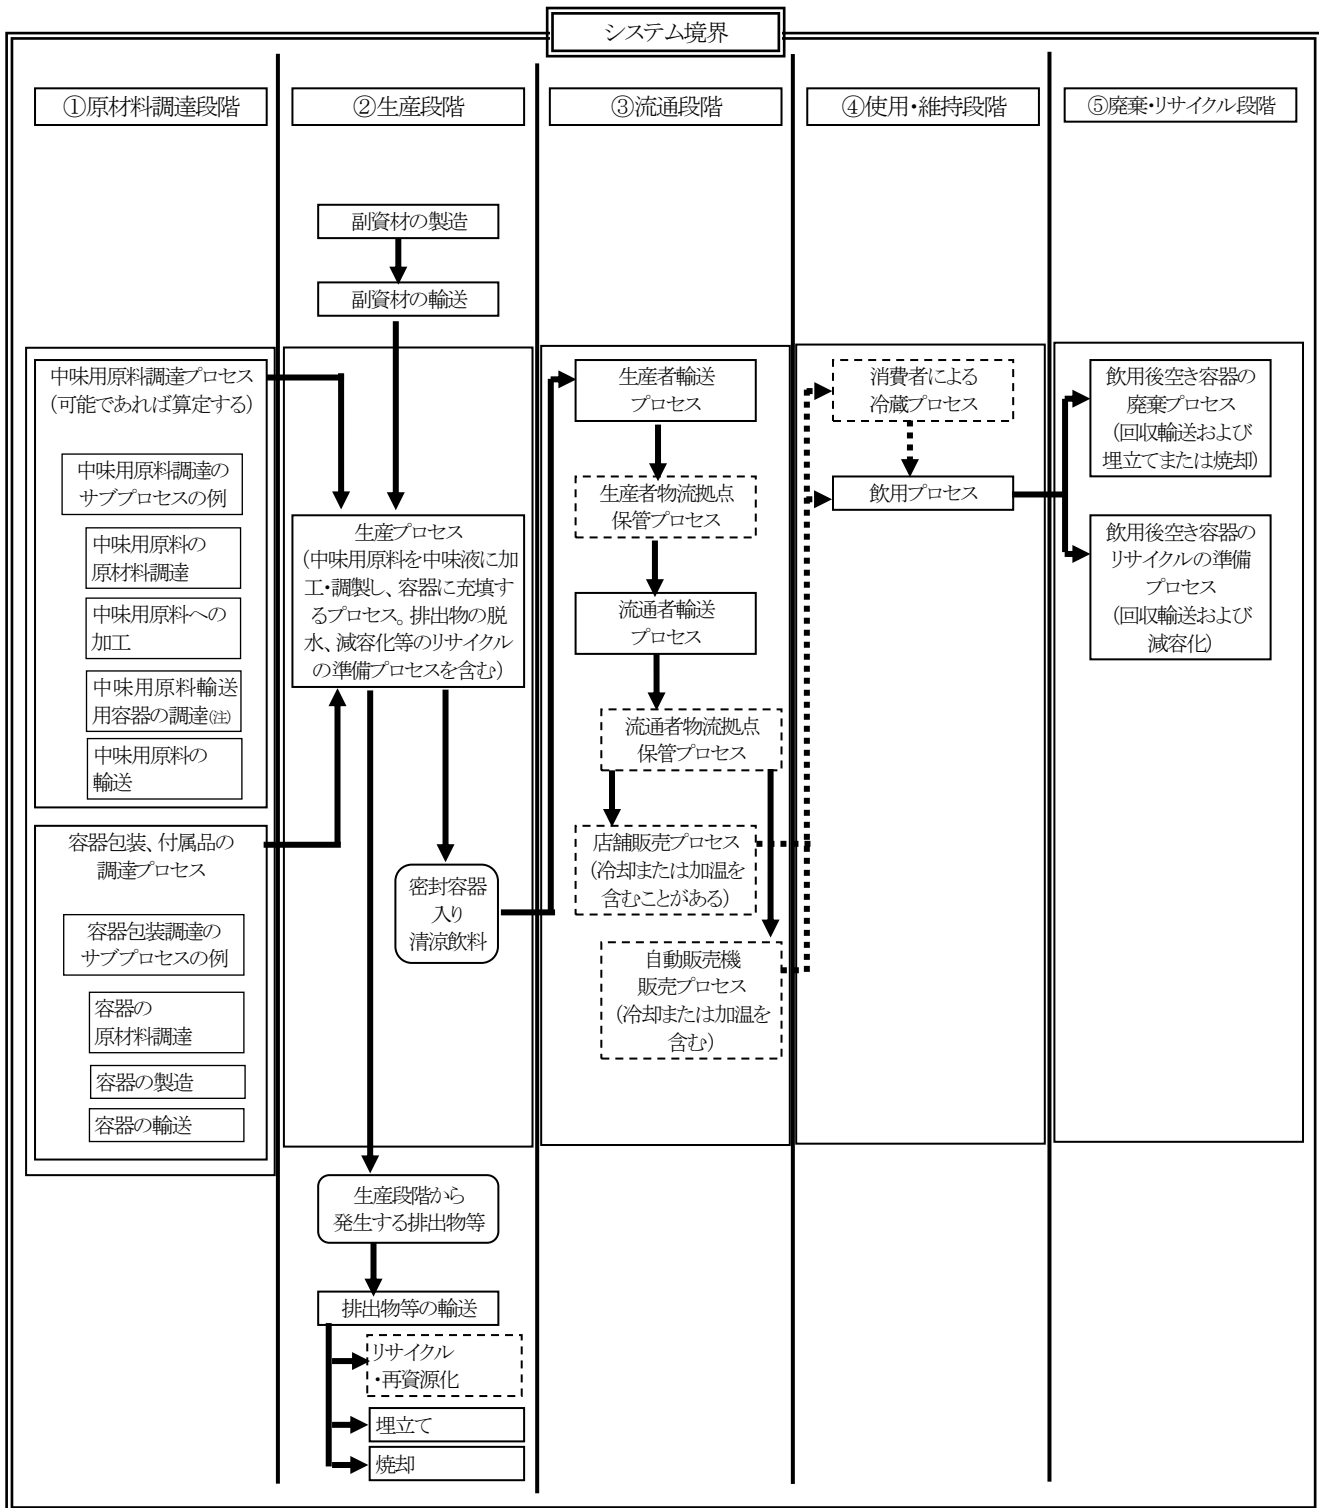 システム境界
①原材料調達段階
②生産段階
③流通段階
④使用・維持段階
⑤廃棄・リサイクル段階
副資材の製造
副資材の輸送
中味用原料調達プロセス
(可能であれば算定する)
中味用原料調達の
サブプロセスの例
中味用原料の
原材料調達
中味用原料への
加工
中味用原料輸送
用容器の調達(注)
中味用原料の
輸送
容器包装、付属品の
調達プロセス
容器包装調達の
サブプロセスの例
容器の
原材料調達
容器の製造
容器の輸送
生産プロセス
(中味用原料を中味液に加
工・調製し、容器に充填す
るプロセス。排出物の脱
水、減容化等のリサイクル
の準備プロセスを含む)
密封容器
入り
清涼飲料
生産段階から
発生する排出物等
排出物等の輸送
リサイクル
・再資源化
埋立て
焼却
生産者輸送
プロセス
生産者物流拠点
保管プロセス
流通者輸送
プロセス
流通者物流拠点
保管プロセス
店舗販売プロセス
(冷却または加温を
含むことがある)
自動販売機
販売プロセス
(冷却または加温を
含む)
消費者による
冷蔵プロセス
飲用プロセス
飲用後空き容器の
廃棄プロセス
(回収輸送および
埋立てまたは焼却)
飲用後空き容器の
リサイクルの準備
プロセス
(回収輸送および
減容化)